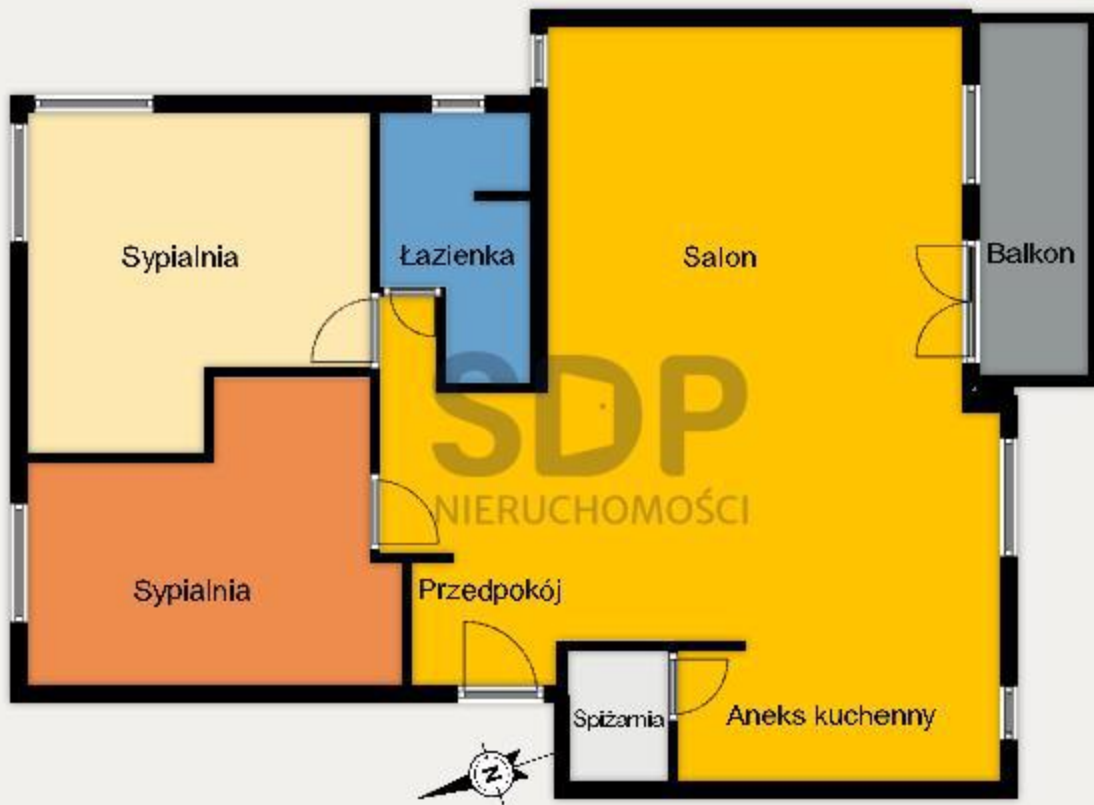 Sypialnia
Łazienka
Salon
Balkon
SDP
NIERUCHOMOŚCI
Sypialnia
Przedpokój
Spiżarnia
Aneks kuchenny
N